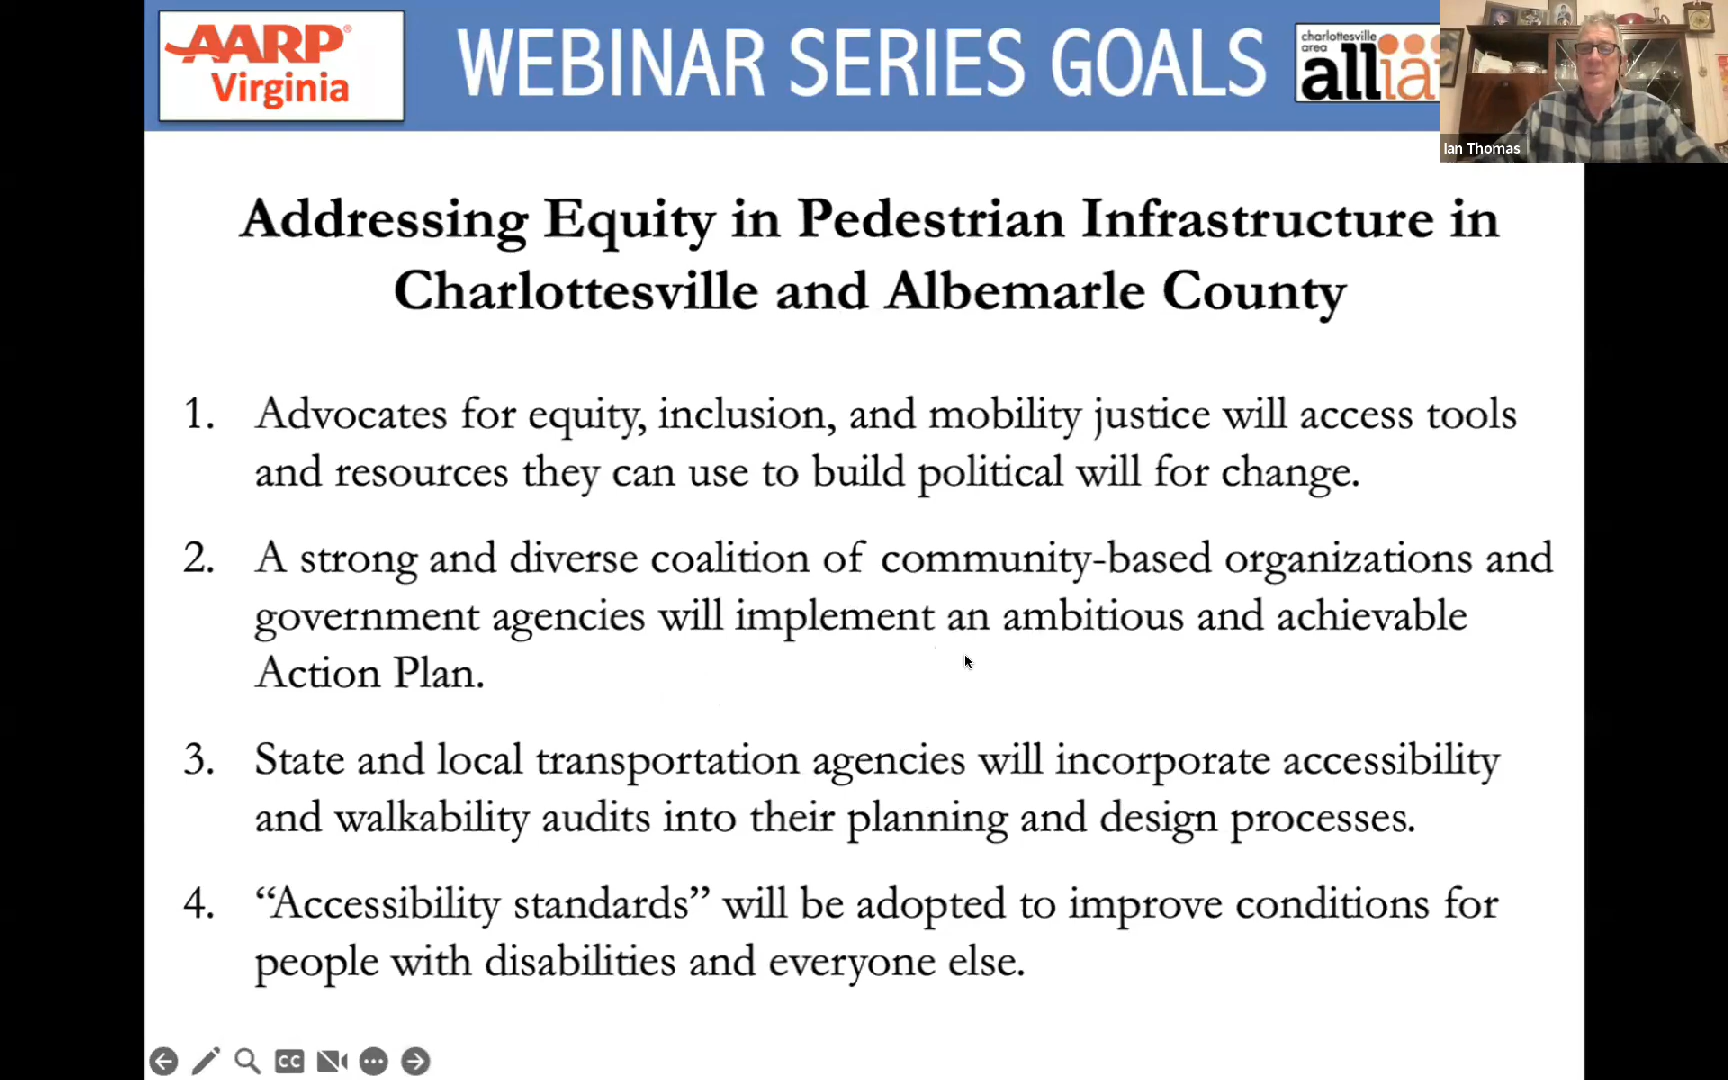 AARP
Virginia
WEBINAR SERIES GOALS
charlottesville
area
Ian Thomas
Addressing Equity in Pedestrian Infrastructure in
Charlottesville and Albemarle County
1. Advocates for equity, inclusion, and mobility justice will access tools
and resources they can use to build political will for change.
2. A strong and diverse coalition of community-based organizations and
government agencies will implement an ambitious and achievable
Action Plan.
3. State and local transportation agencies will incorporate accessibility
and walkability audits into their planning and design processes.
4. “Accessibility standards” will be adopted to improve conditions for
people with disabilities and everyone else.
CC